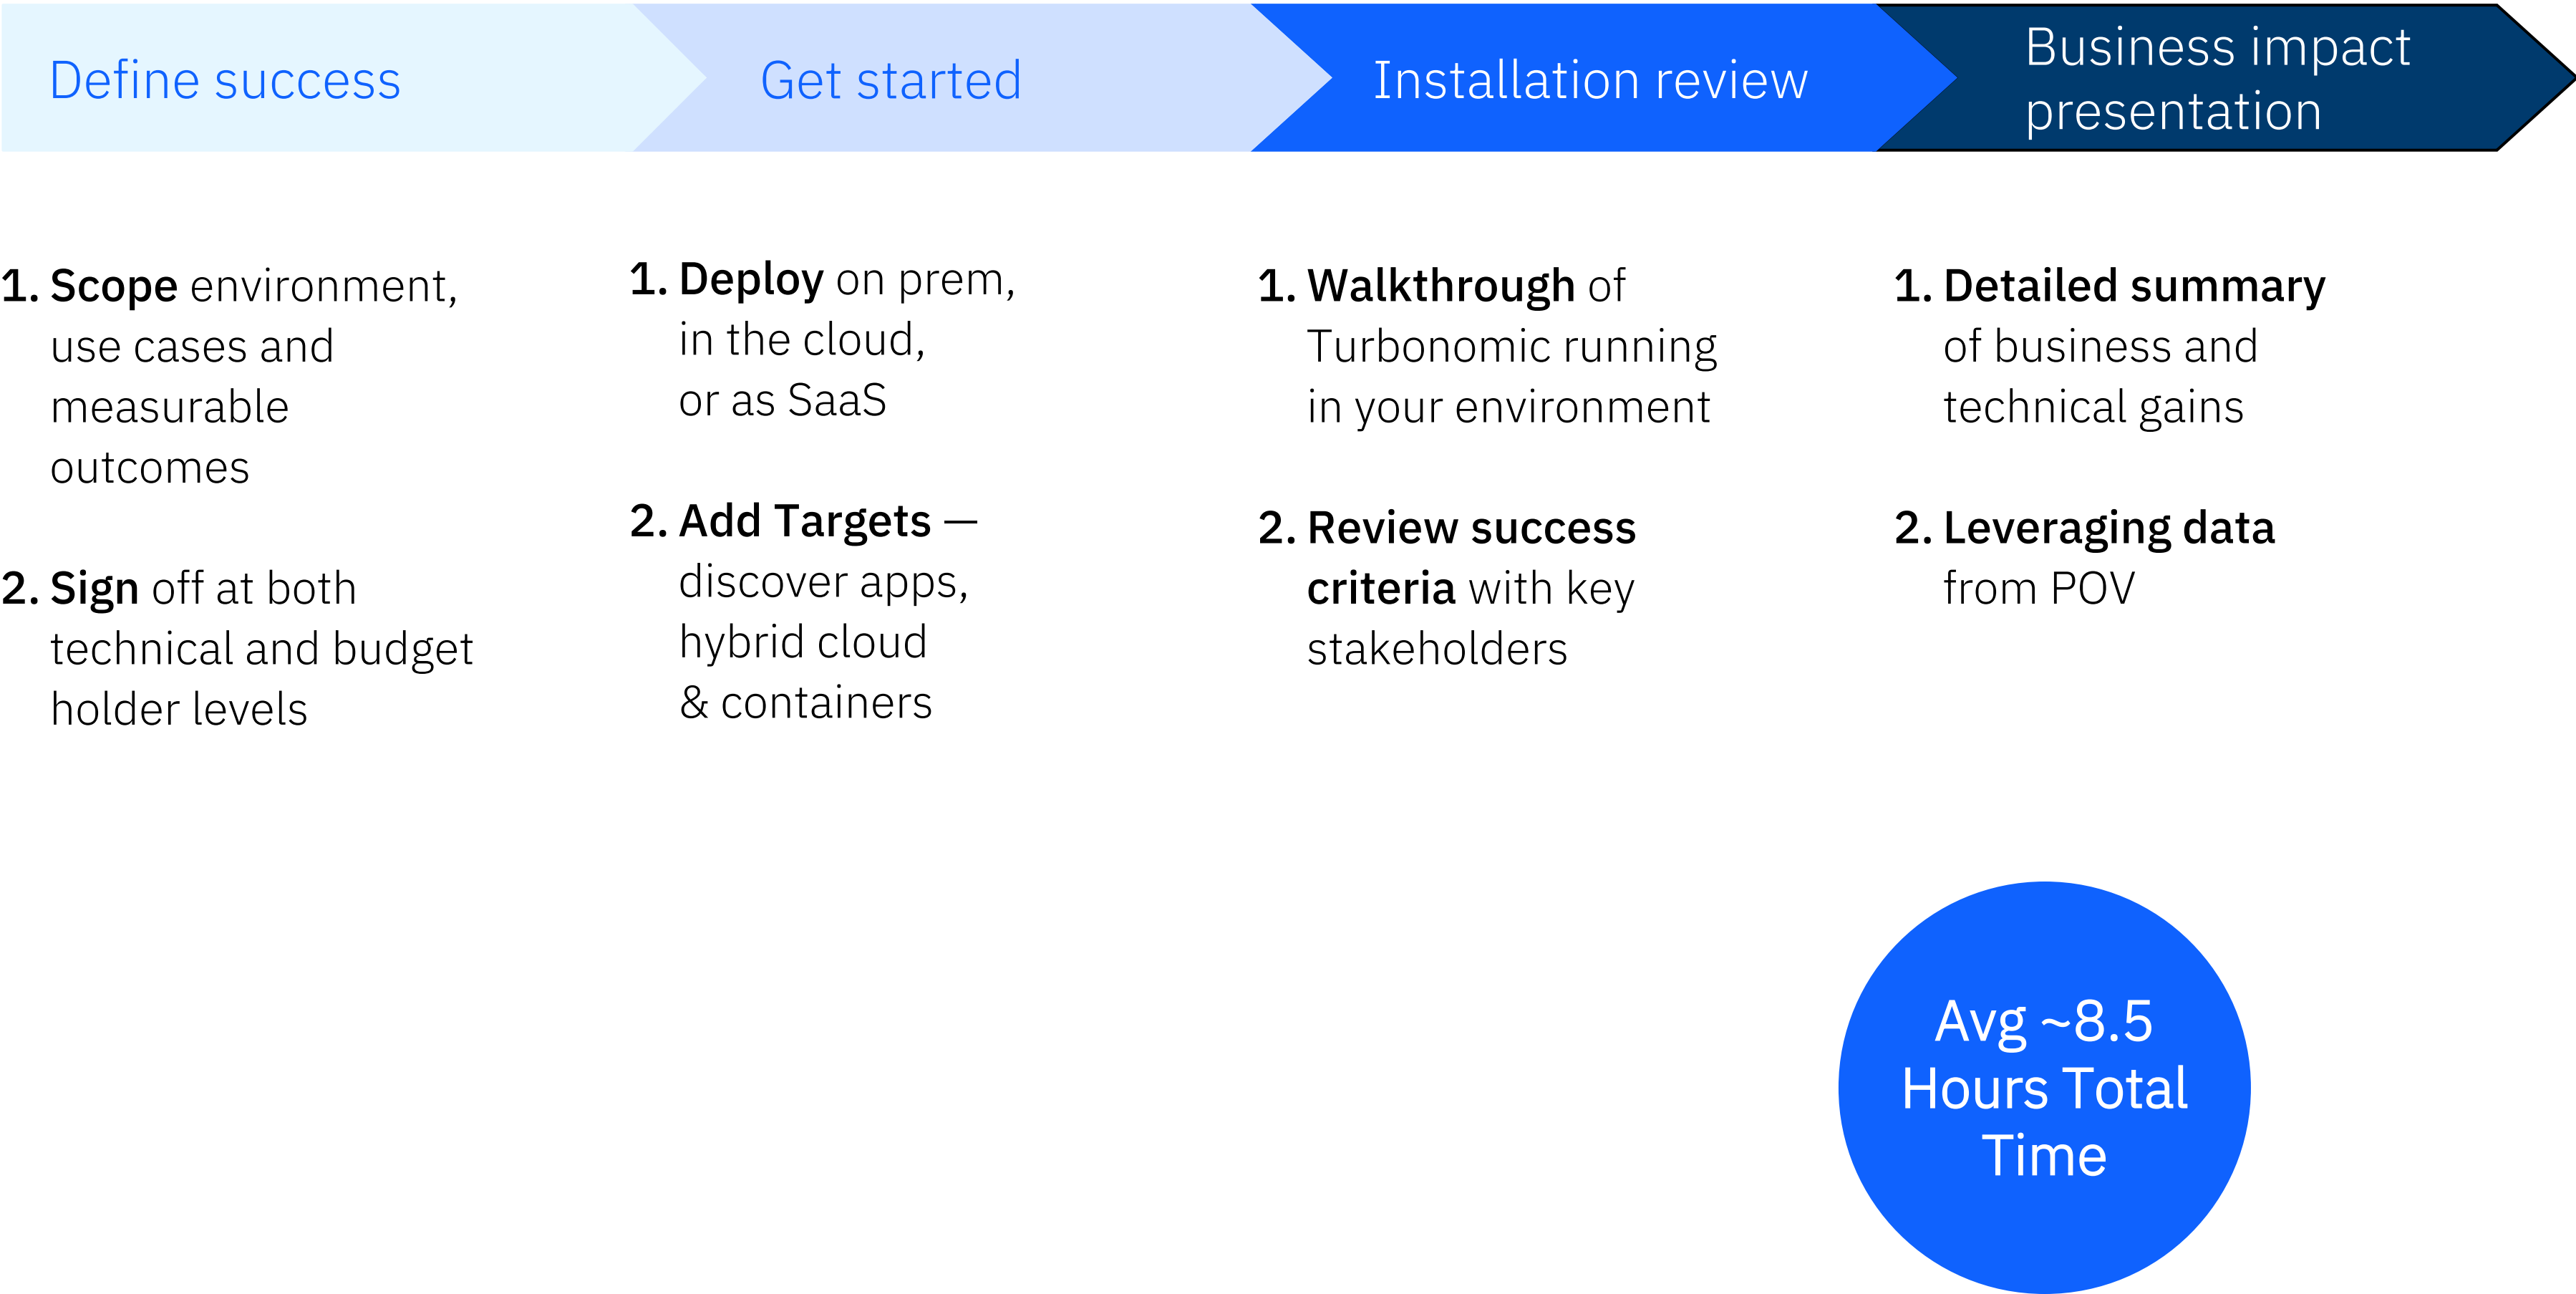 Define success
Get started
Installation review
Business impact
presentation
1. Scope environment,
use cases and
measurable
outcomes
2. Sign off at both
technical and budget
holder levels
1. Deploy on prem,
in the cloud,
or as SaaS
2. Add Targets —
discover apps,
hybrid cloud
& containers
1. Walkthrough of
Turbonomic running
in your environment
2. Review success
criteria with key
stakeholders
1. Detailed summary
of business and
technical gains
2. Leveraging data
from POV
Avg ~8.5
Hours Total
Time